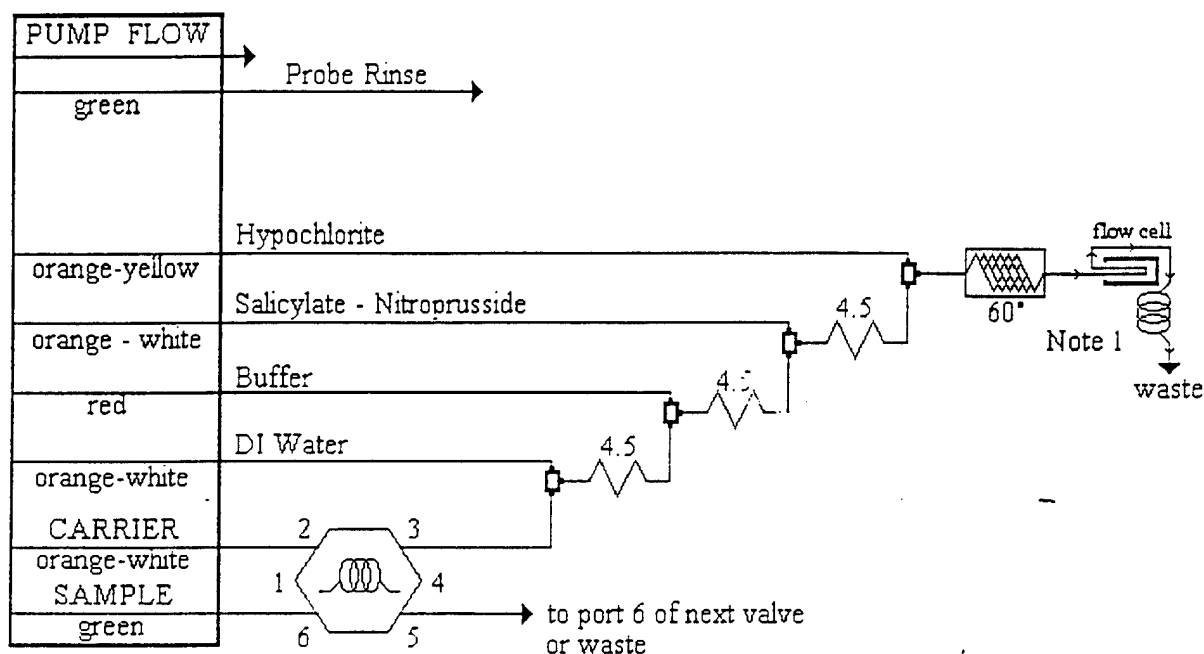 PUMP FLOW
Probe Rinse
green
Hypochlorite
orange-yellow
flow cell
Salicylate - Nitroprusside
orange - white
4.5
60°
Note 1
waste
Buffer
red
4.5
DI Water
orange-white
4.5
CARRIER
orange-white
2
3
1
4
SAMPLE
green
6
5
to port 6 of next valve
or waste